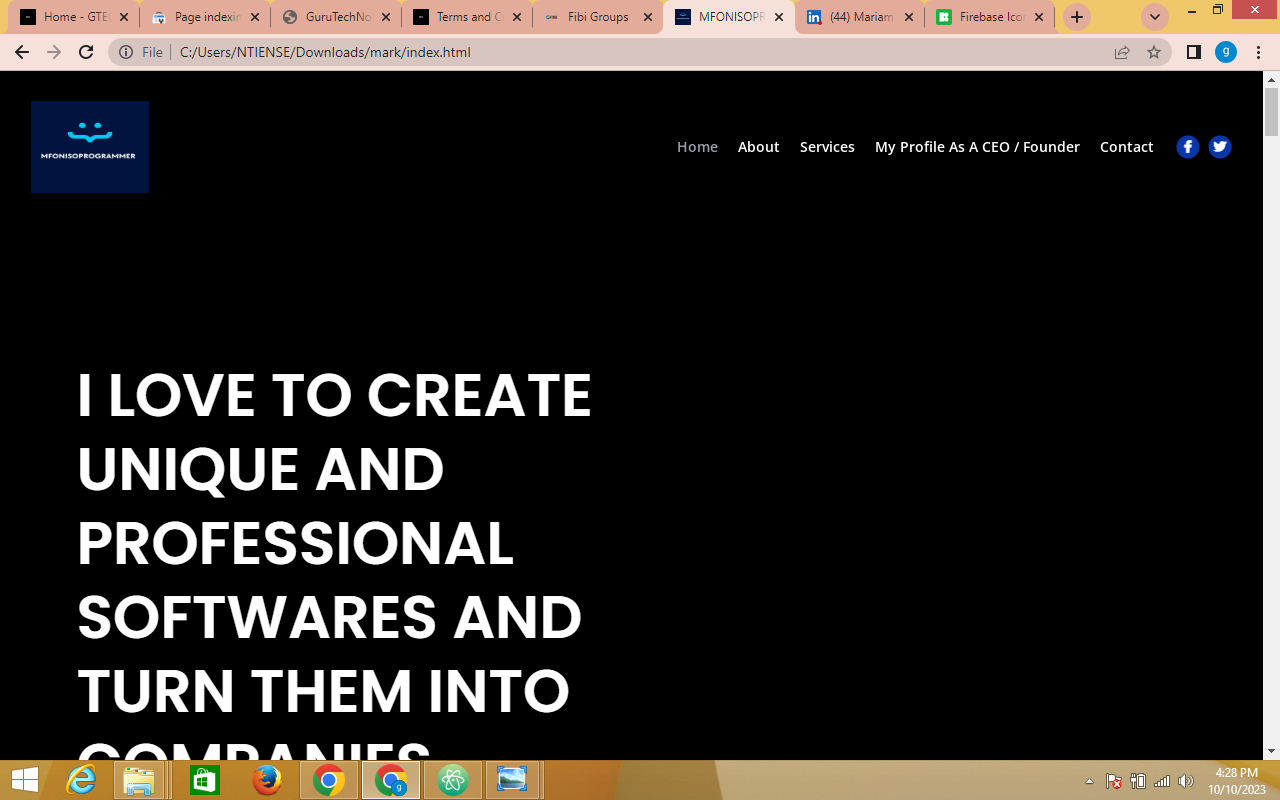 Home - GTE
Page indexin
GuruTechNo
Terms and C
Fibi Groups
MFONISOPR
(44) Mariam
Firebase Ico
File
C:/Users/NTIENSE/Downloads/mark/index.html
g
MFONISOPROGRAMMER
Home
About
Services
My Profile As A CEO / Founder
Contact
I LOVE TO CREATE
UNIQUE AND
PROFESSIONAL
SOFTWARES AND
TURN THEM INTO
COMPANIES
g
4:28 PM
10/10/2023